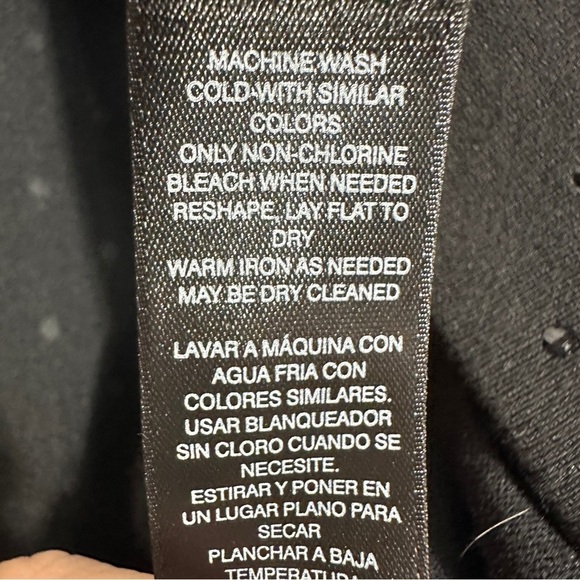 MACHINE WASH
COLD WITH SIMILAR
COLORS
ONLY NON-CHLORINE
BLEACH WHEN NEEDED
RESHAPE, LAY FLAT TO
DRY
WARM IRON AS NEEDED
MAY BE DRY CLEANED
LAVAR A MÁQUINA CON
AGUA FRIA CON
COLORES SIMILARES.
USAR BLANQUEADOR
SIN CLORO CUANDO SE
NECESITE.
ESTIRAR Y PONER EN
UN LUGAR PLANO PARA
SECAR
PLANCHAR A BAJA
TEMPERATURA